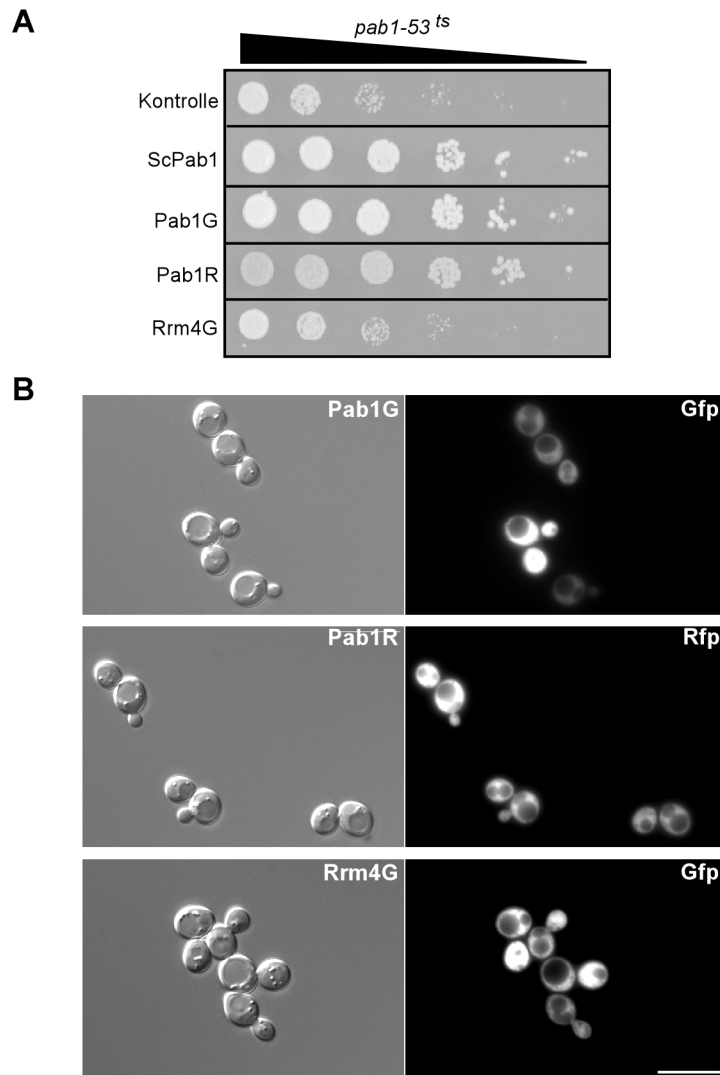 A
pab1-53 ts
Kontrolle
ScPab1
Pab1G
Pab1R
Rrm4G
B
Pab1G
Gfp
Pab1R
Rfp
Rrm4G
Gfp